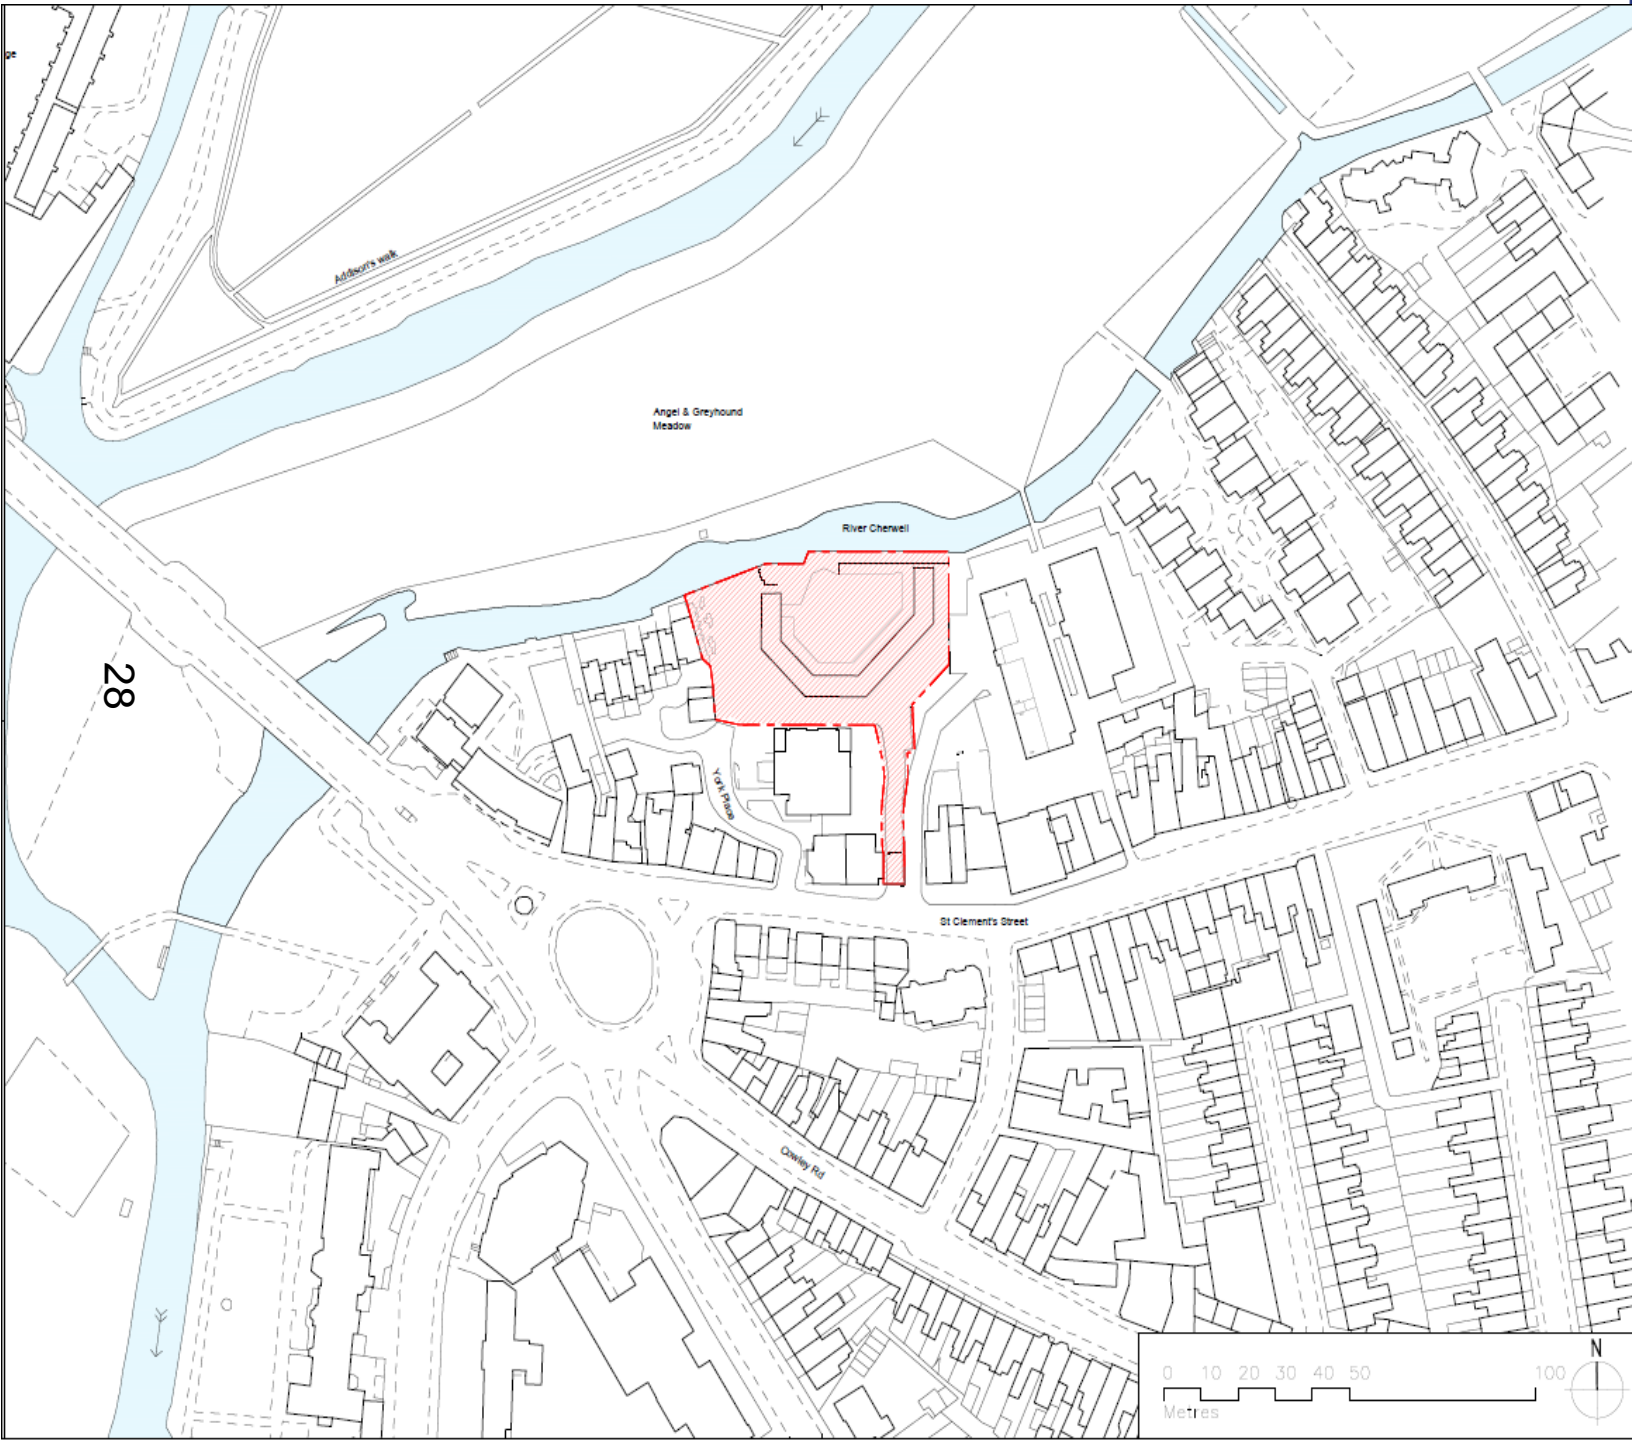 ge
Addison's walk
Angel & Greyhound
Meadow
River Cherwell
28
York Place
St Clement's Street
Cowley Rd
N
0 10 20 30 40 50 100
Metres